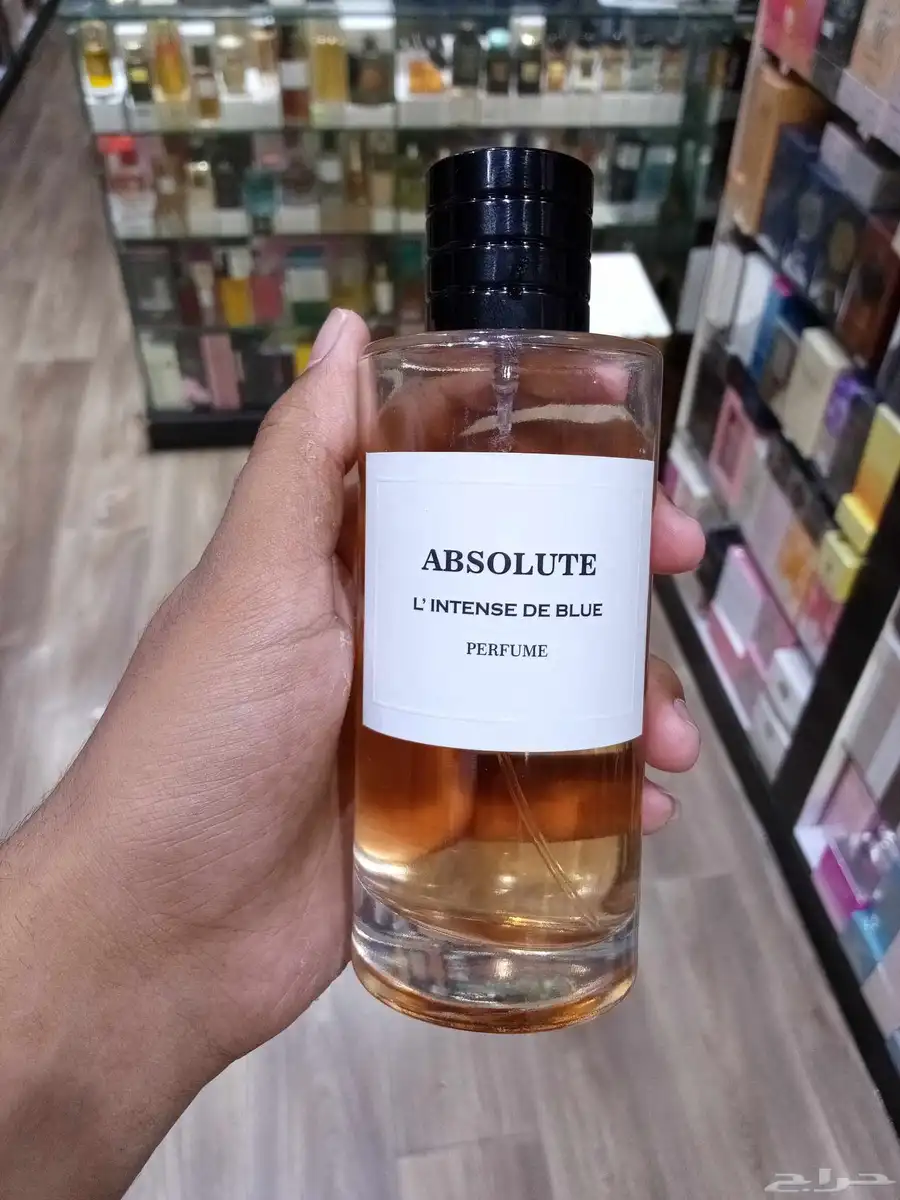 ABSOLUTE
L' INTENSE DE BLUE
PERFUME
حراج